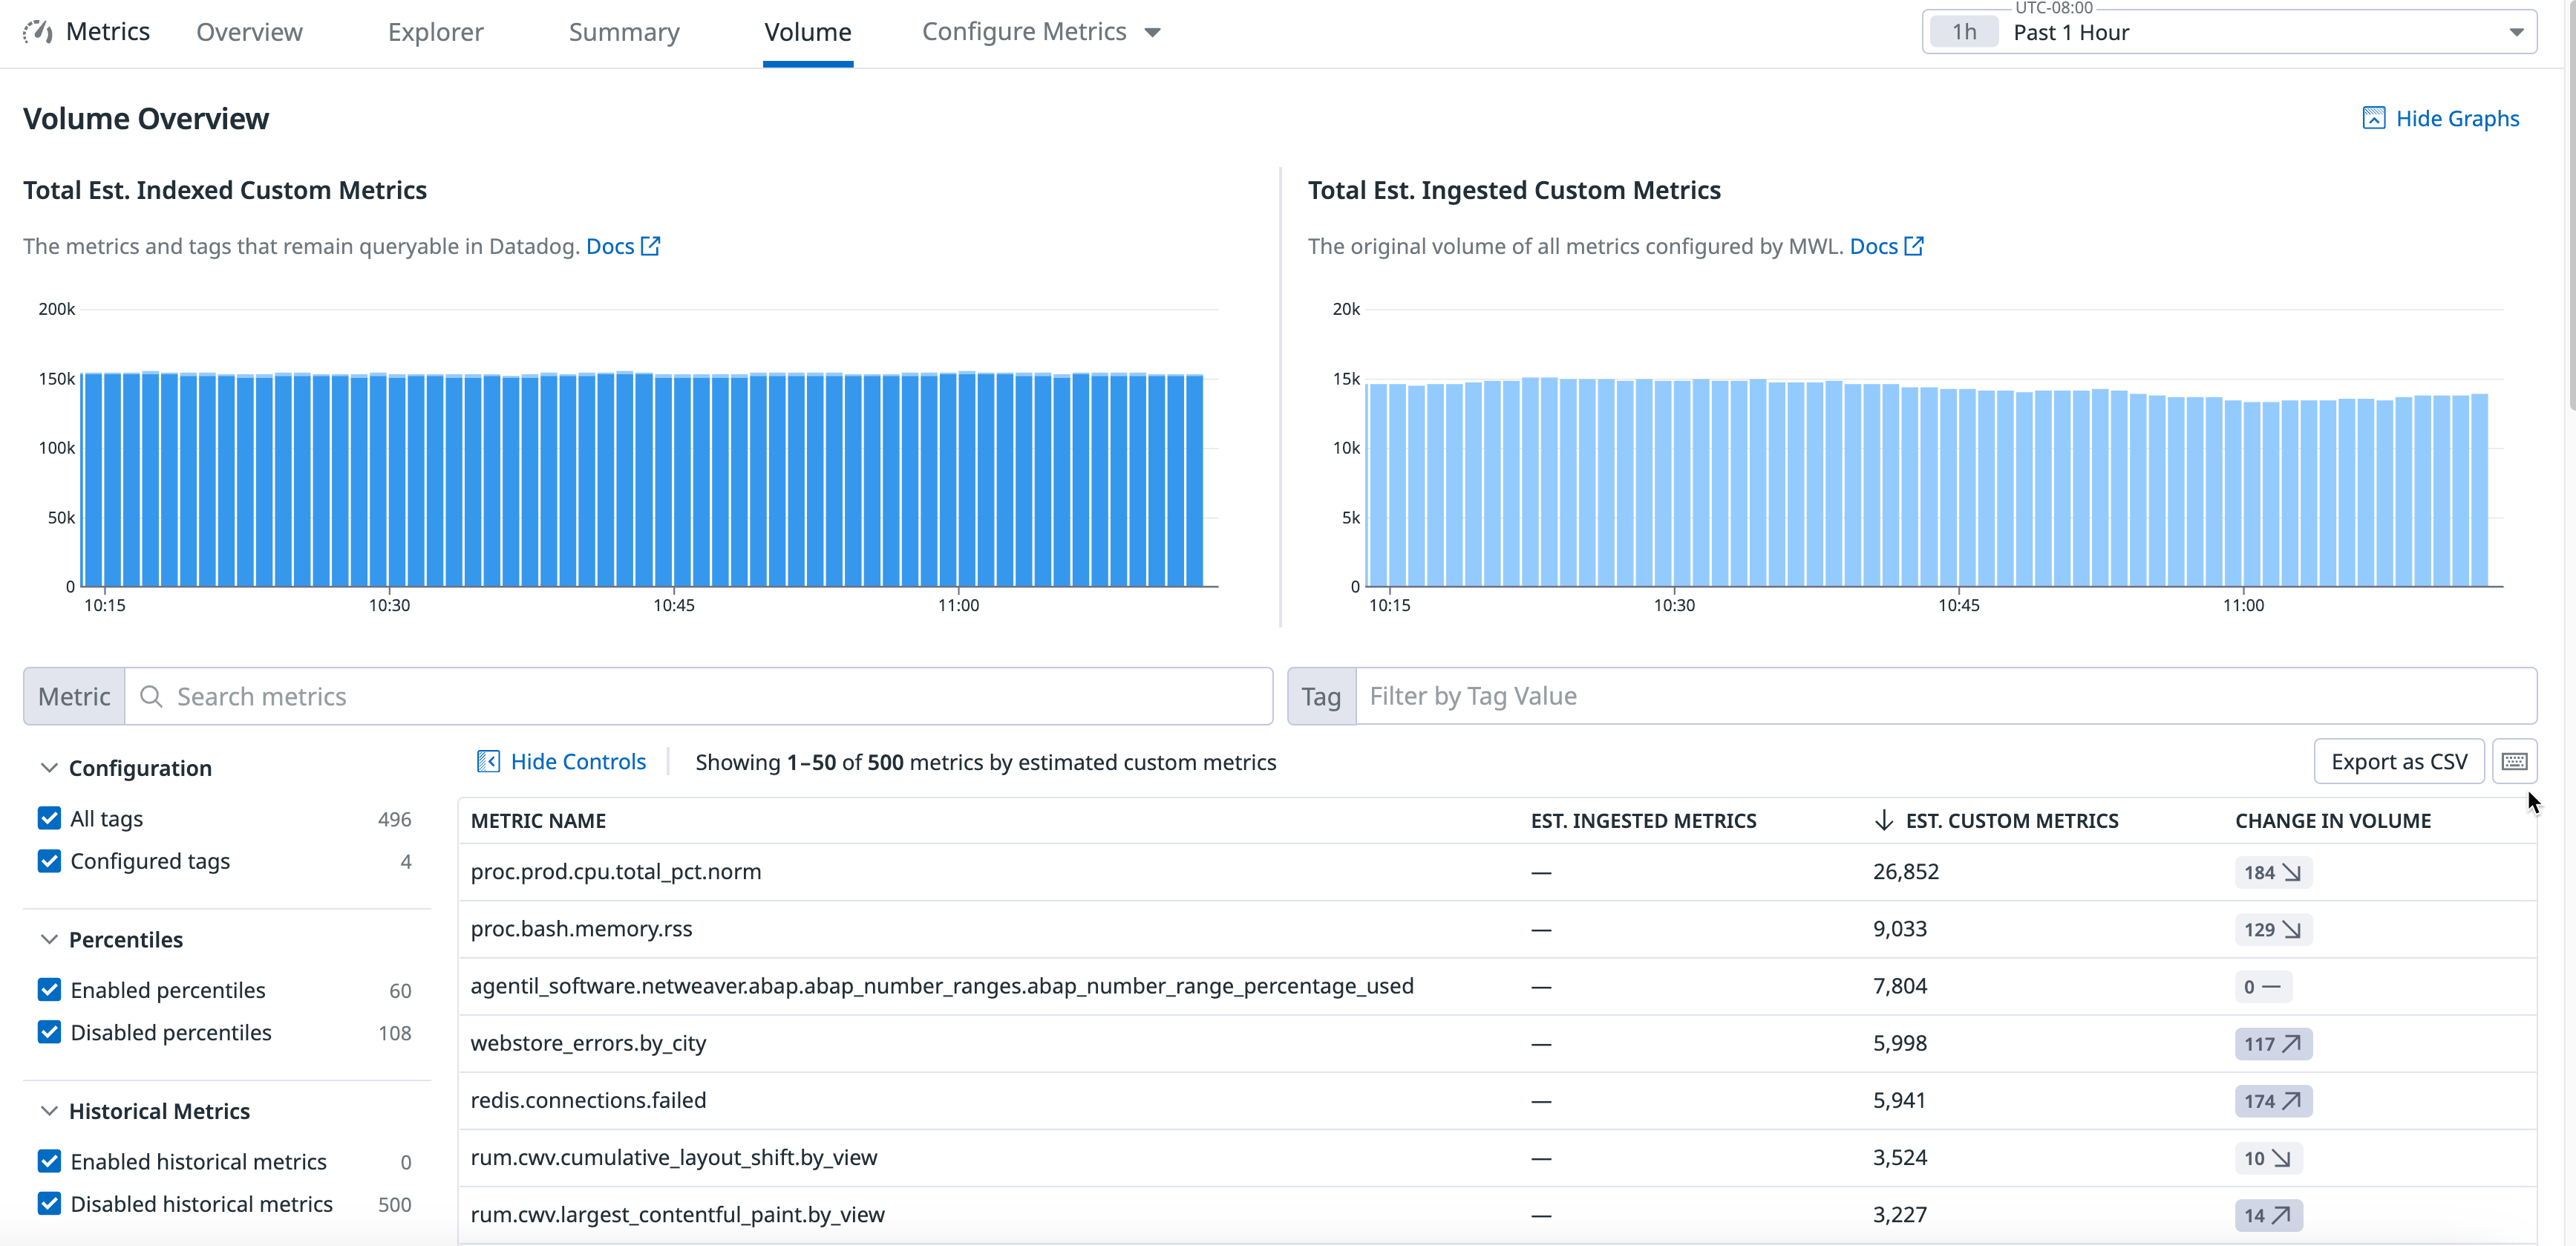 Metrics Overview Explorer Summary Volume Configure Metrics
UTC-08:00
1h Past 1 Hour
Volume Overview
Hide Graphs
Total Est. Indexed Custom Metrics
The metrics and tags that remain queryable in Datadog. Docs
200k
150k
100k
50k
0
10:15 10:30 10:45 11:00
Total Est. Ingested Custom Metrics
The original volume of all metrics configured by MWL. Docs
20k
15k
10k
5k
0
10:15 10:30 10:45 11:00
Metric Search metrics
Tag Filter by Tag Value
Configuration
All tags 496
Configured tags 4
Percentiles
Enabled percentiles 60
Disabled percentiles 108
Historical Metrics
Enabled historical metrics 0
Disabled historical metrics 500
Hide Controls Showing 1–50 of 500 metrics by estimated custom metrics Export as CSV
METRIC NAME EST. INGESTED METRICS EST. CUSTOM METRICS CHANGE IN VOLUME
proc.prod.cpu.total_pct.norm — 26,852 184
proc.bash.memory.rss — 9,033 129
agentil_software.netweaver.abap.abap_number_ranges.abap_number_range_percentage_used — 7,804 0 —
webstore_errors.by_city — 5,998 117
redis.connections.failed — 5,941 174
rum.cwv.cumulative_layout_shift.by_view — 3,524 10
rum.cwv.largest_contentful_paint.by_view — 3,227 14